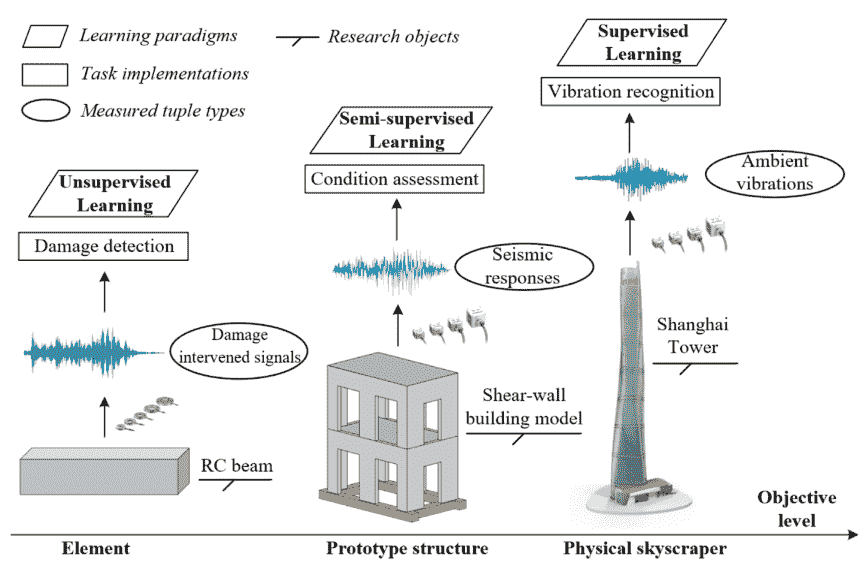 Learning paradigms
Research objects
Task implementations
Measured tuple types
Supervised
Learning
Vibration recognition
Ambient
vibrations
Semi-supervised
Learning
Condition assessment
Seismic
responses
Unsupervised
Learning
Damage detection
Damage
intervened signals
Shanghai
Tower
Shear-wall
building model
RC beam
Objective
level
Element
Prototype structure
Physical skyscraper